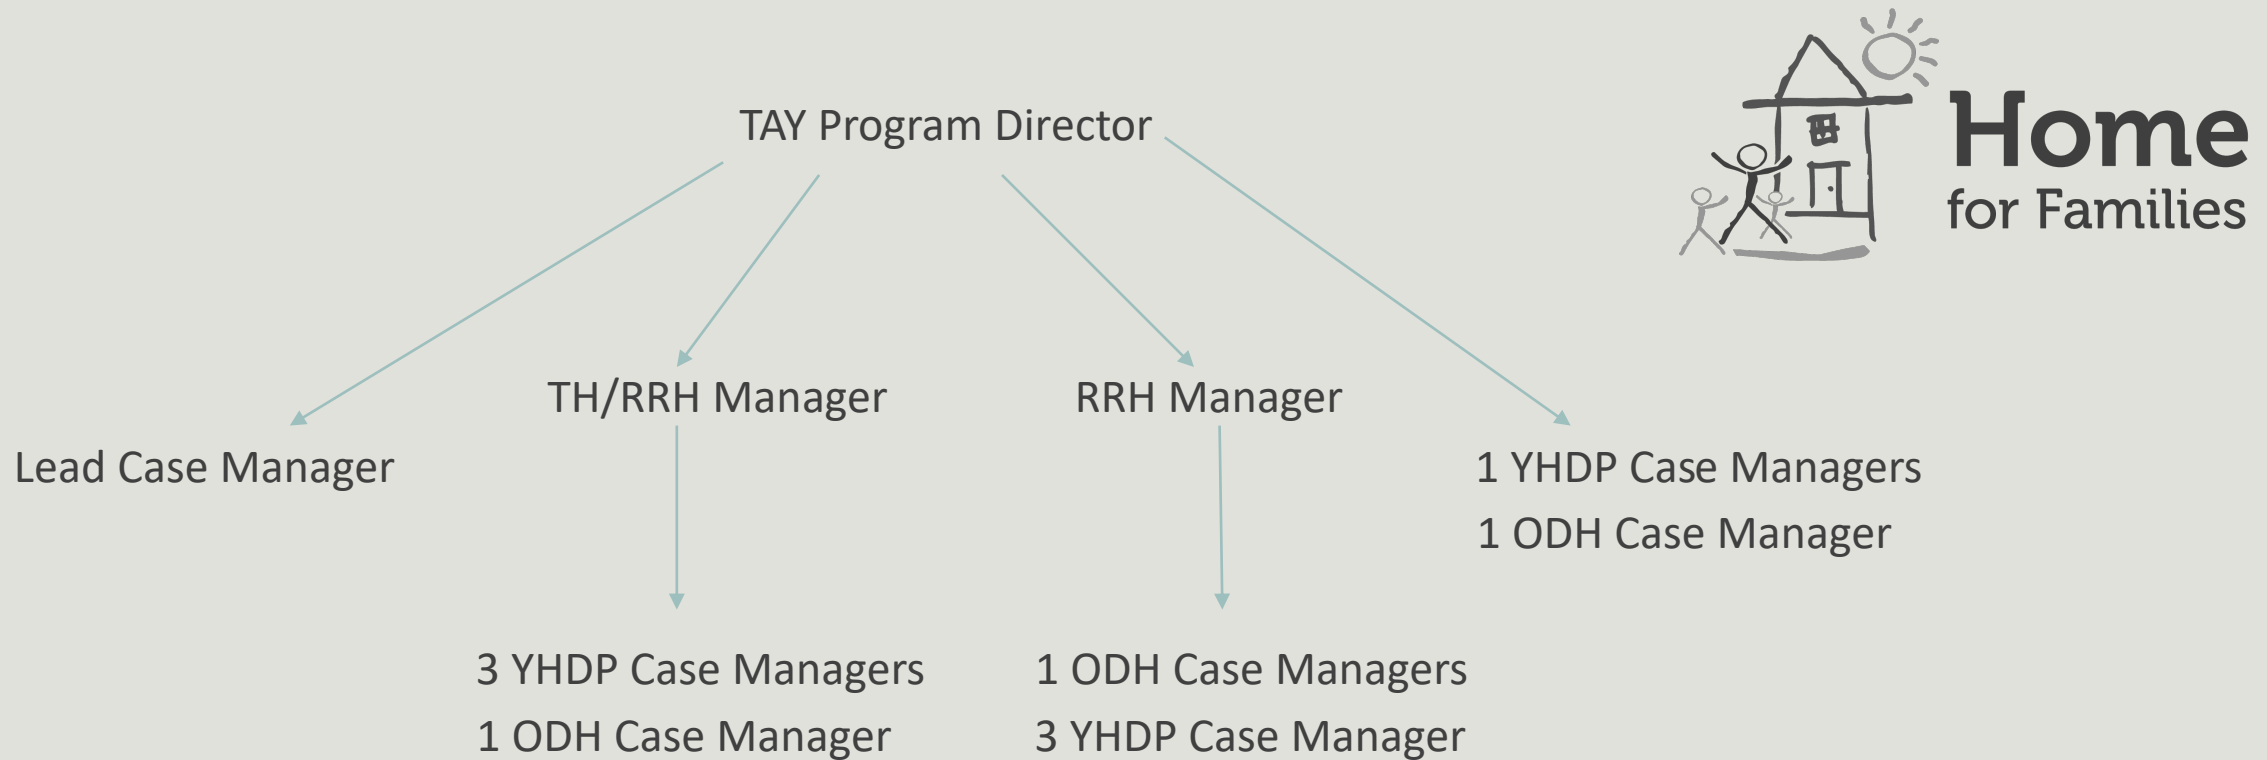 TAY Program Director
Home
for Families
TH/RRH Manager
RRH Manager
Lead Case Manager
1 YHDP Case Managers
1 ODH Case Manager
3 YHDP Case Managers
1 ODH Case Manager
1 ODH Case Managers
3 YHDP Case Manager